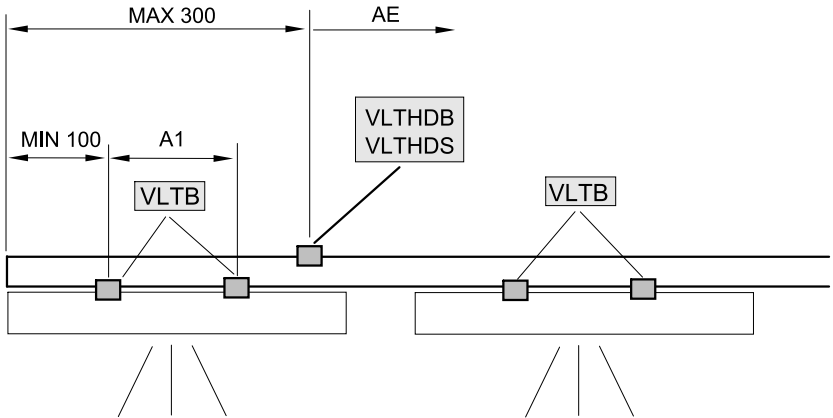 MAX 300
AE
VLTHDB
VLTHDS
MIN 100
A1
VLTB
VLTB